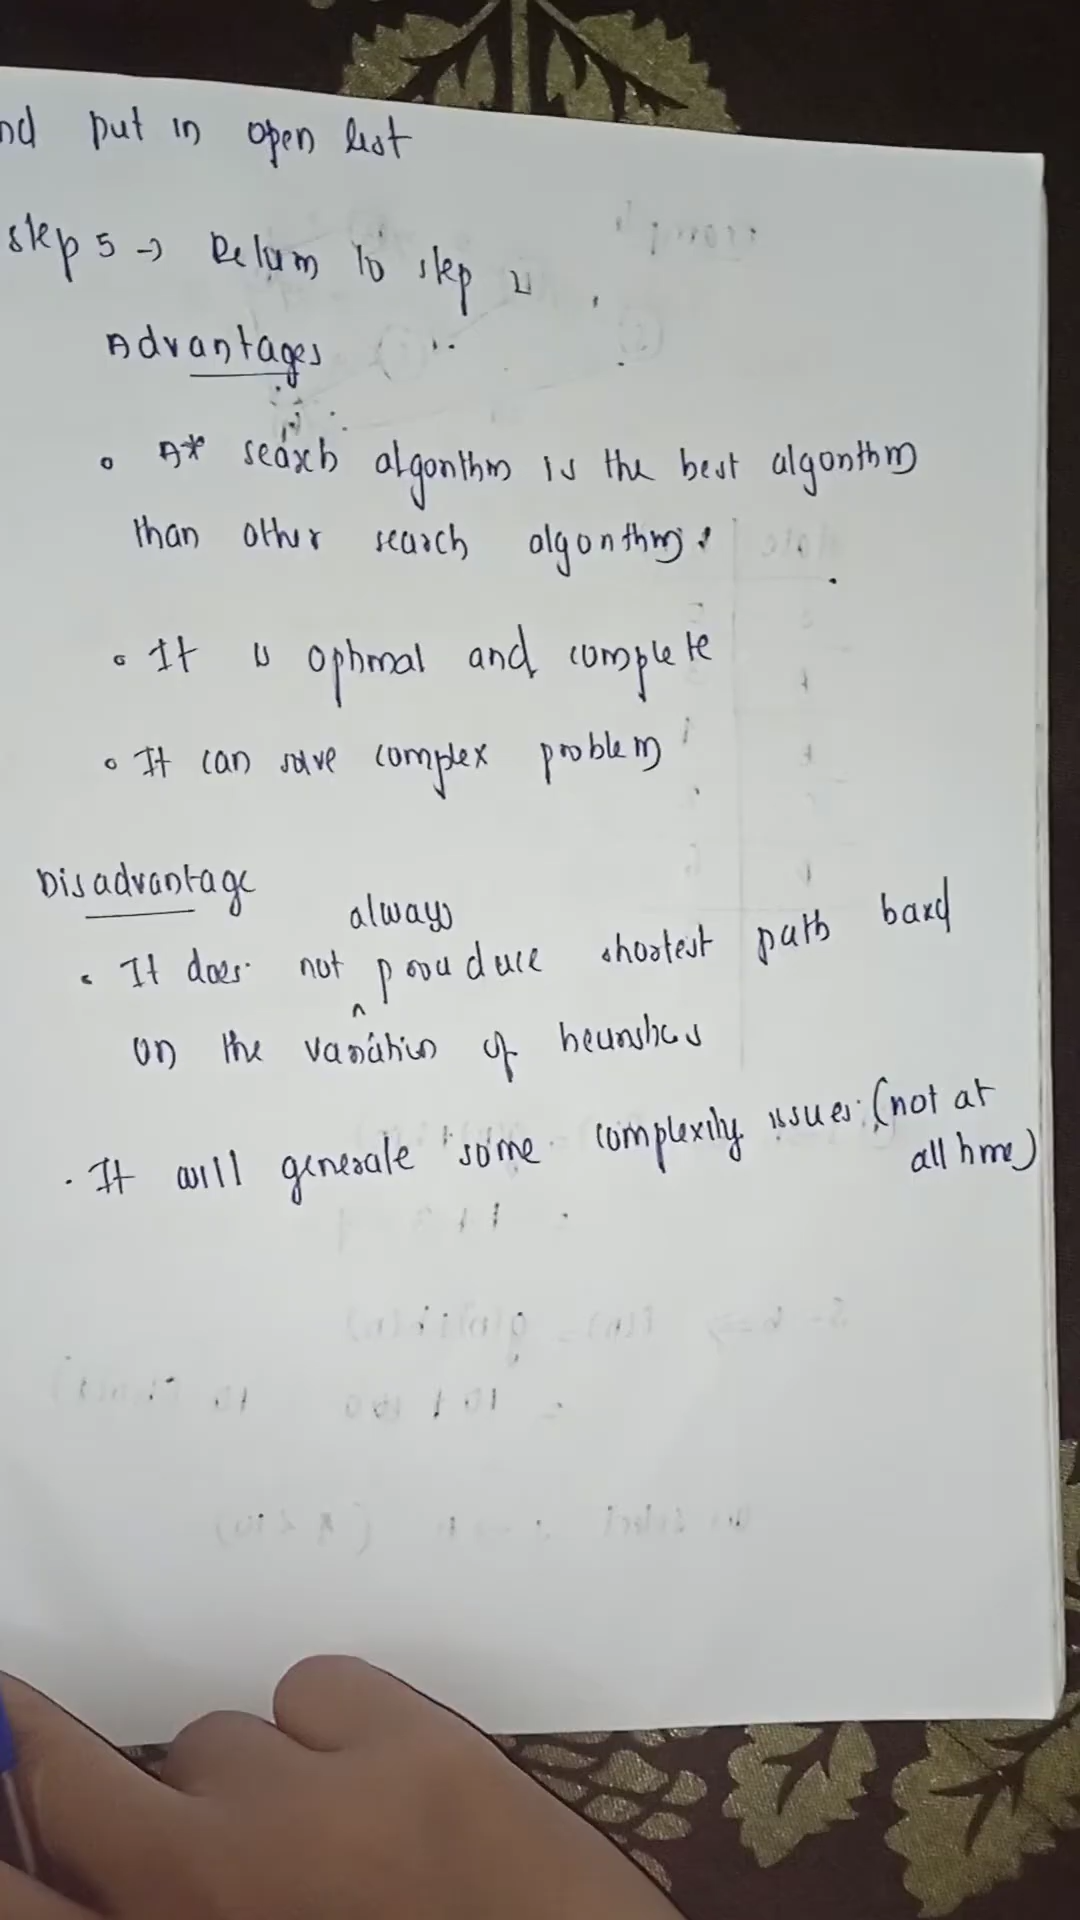 nd put in open list
step 5 → Return to step 2.
Advantages
• A* search algorithm is the best algorithm
than other search algorithms.
• It is optimal and complete
• It can solve complex problem
Disadvantage
always
• It does not ^ prouduce shortest path based
on the variation of heuristics
• It will generate some complexity issues. (not at
all time)